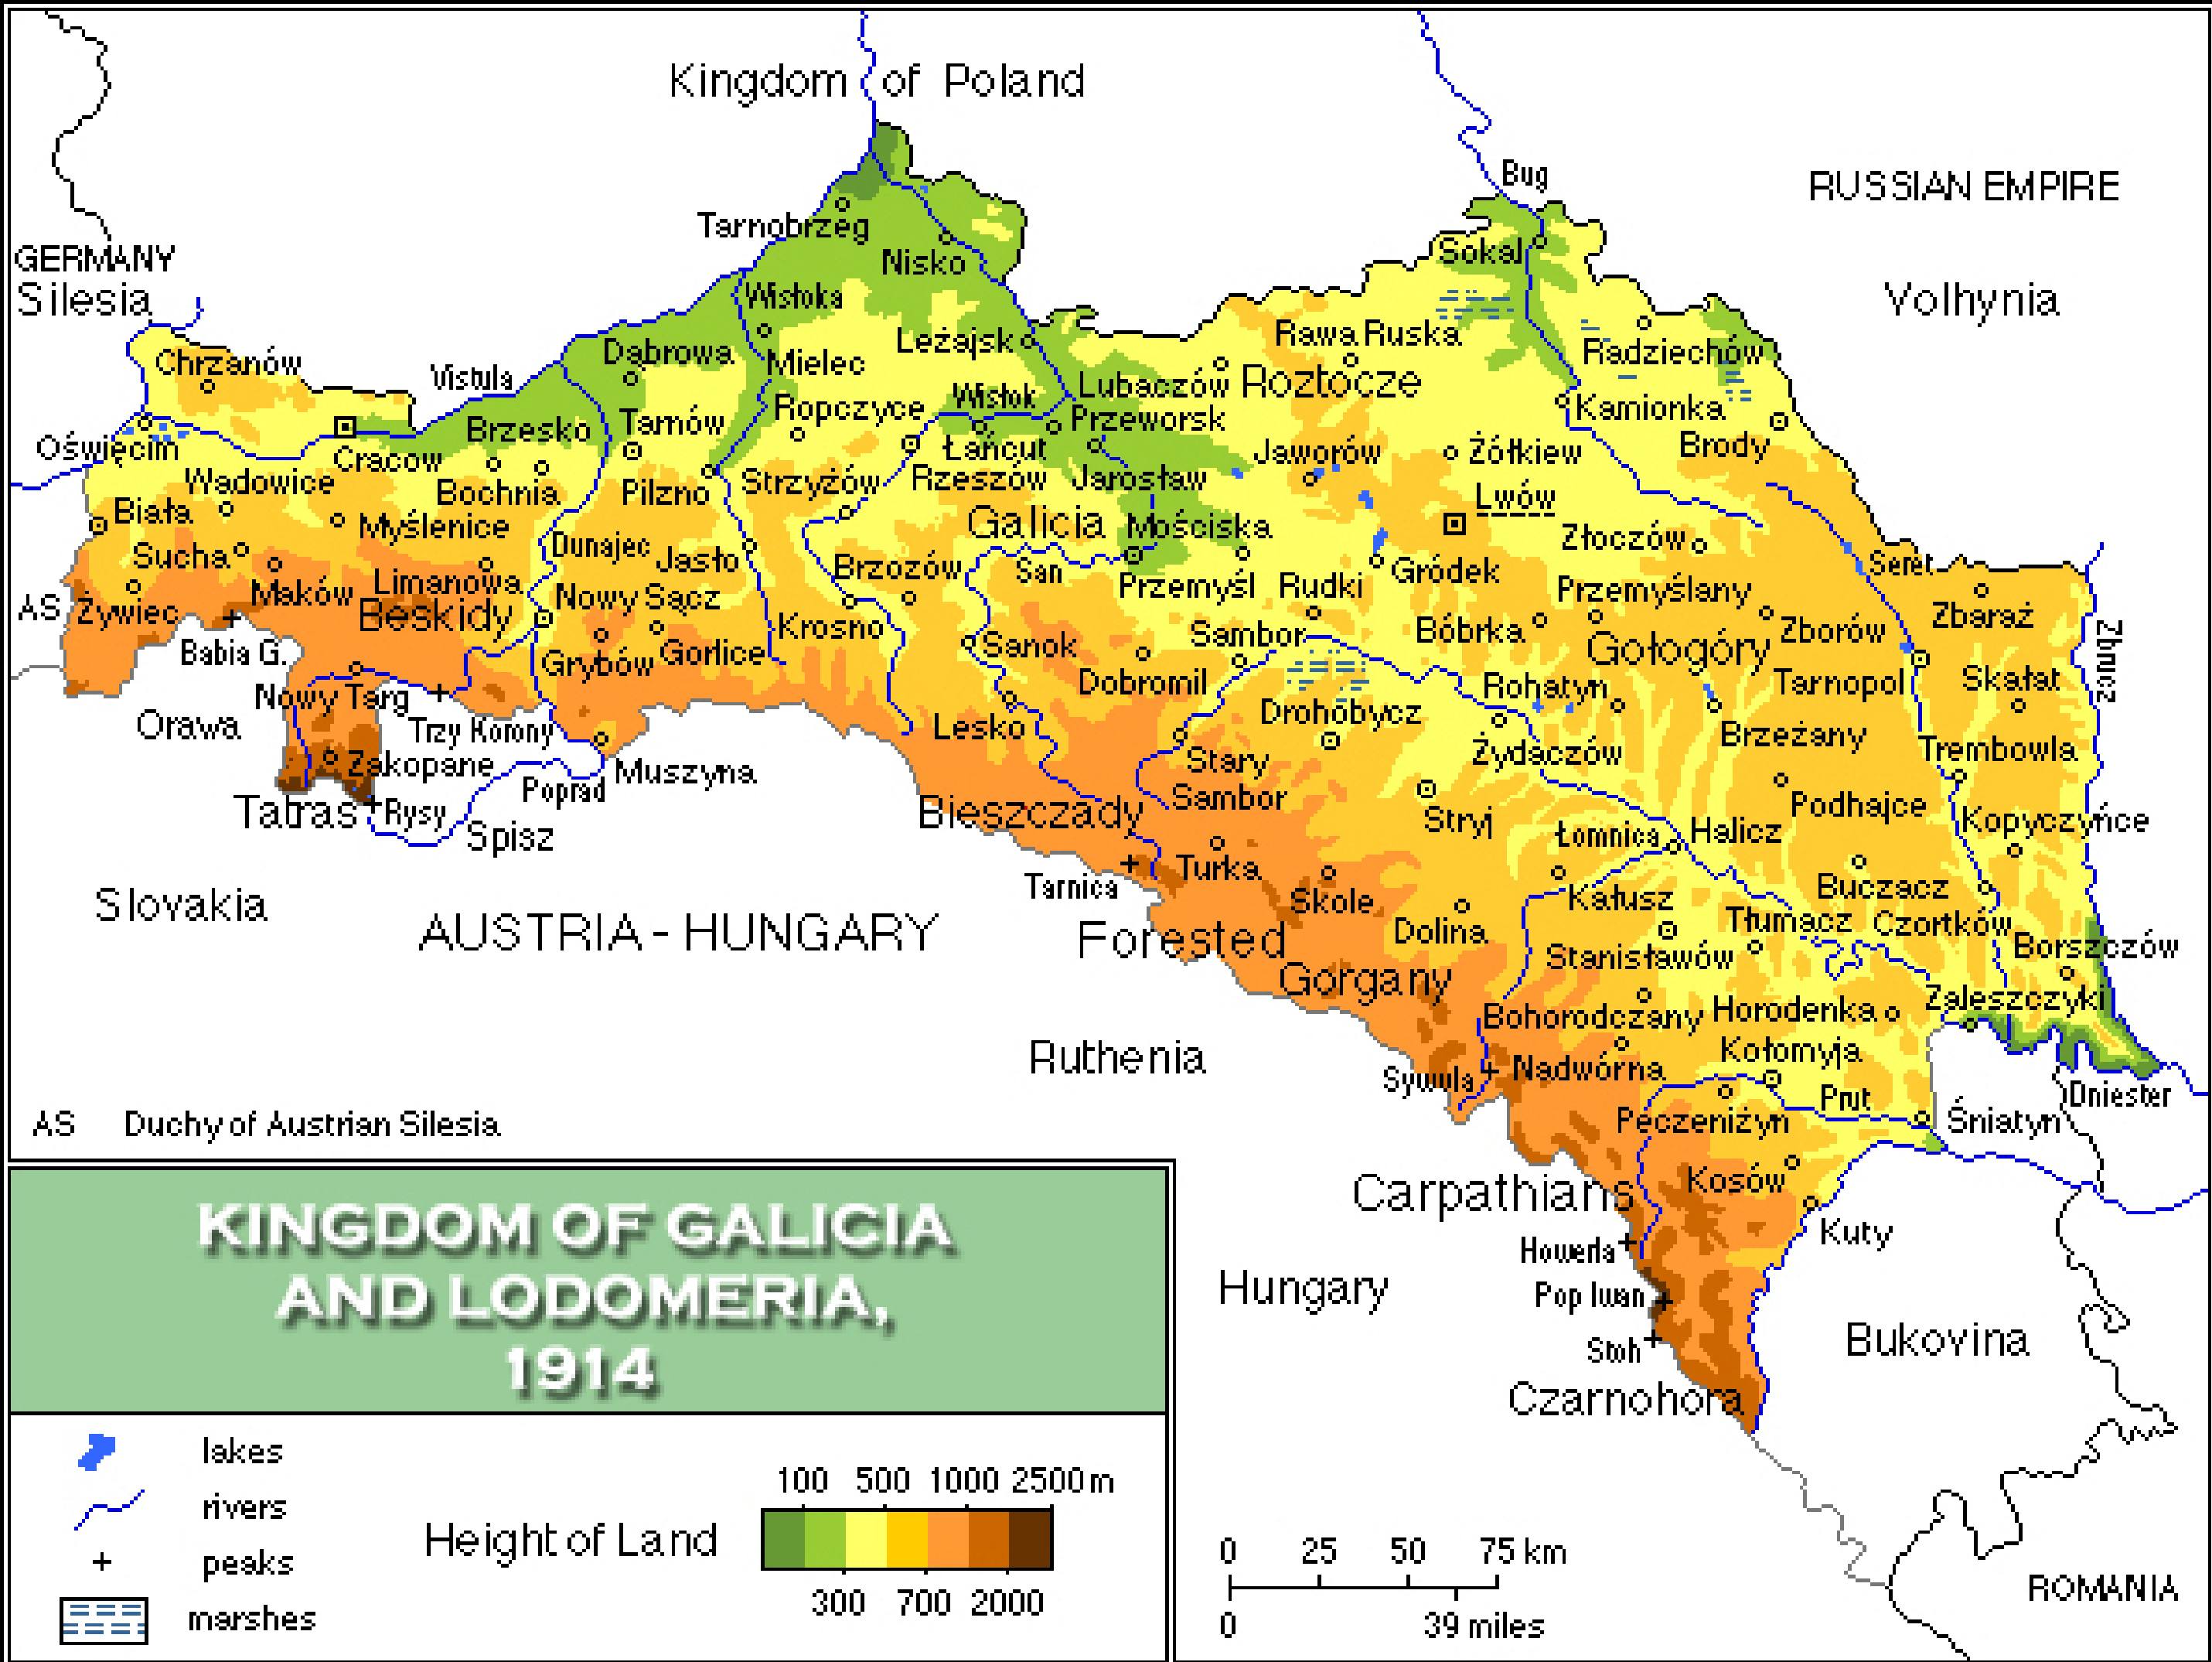 Kingdom of Poland
Bug
RUSSIAN EMPIRE
Tarnobrzeg
GERMANY
Silesia
Nisko
Sokal
Volhynia
Wisłoka
Chrzanów
Vistula
Dąbrowa
Mielec
Leżajsk
Rawa Ruska
Radziechów
Lubaczów
Roztocze
Wisłok
Ropczyce
Przeworsk
Kamionka
Oświęcim
Cracow
Brzesko
Tarnów
Łańcut
Jaworów
Żółkiew
Brody
Wadowice
Bochnia
Pilzno
Strzyżów
Rzeszów
Jarosław
Lwów
Biała
Myślenice
Galicia
Mościska
Złoczów
Sucha
Dunajec
Jasło
Brzozów
San
Gródek
Seret
Maków
Limanowa
Nowy Sącz
Przemyśl
Rudki
Przemyślany
AS
Żywiec
Beskidy
Krosno
Sanok
Sambor
Bóbrka
Gołogóry
Zborów
Zbaraż
Zbrucz
Babia G.
Grybów
Gorlice
Dobromil
Rohatyn
Tarnopol
Skałat
Nowy Targ
Orawa
Trzy Korony
Lesko
Drohobycz
Żydaczów
Brzeżany
Trembowla
Zakopane
Poprad
Muszyna
Stary
Sambor
Tatras
Rysy
Spisz
Bieszczady
Stryj
Łomnica
Halicz
Podhajce
Kopyczyńce
Slovakia
AUSTRIA - HUNGARY
Tarnica
Turka
Skole
Kałusz
Buczacz
Forested
Dolina
Tłumacz
Czortków
Gorgany
Stanisławów
Borszczów
Ruthenia
Bohorodczany
Horodenka
Zaleszczyki
Sywula
Nadwórna
Kołomyja
Dniester
AS Duchy of Austrian Silesia
Peczeniżyn
Prut
Śniatyn
Carpathians
Kosów
Kuty
Howerla
Hungary
Pop Iwan
Stoh
Bukovina
Czarnohora
ROMANIA
KINGDOM OF GALICIA
AND LODOMERIA,
1914
lakes
rivers
peaks
marshes
Height of Land
100 500 1000 2500 m
300 700 2000
0 25 50 75 km
0 39 miles